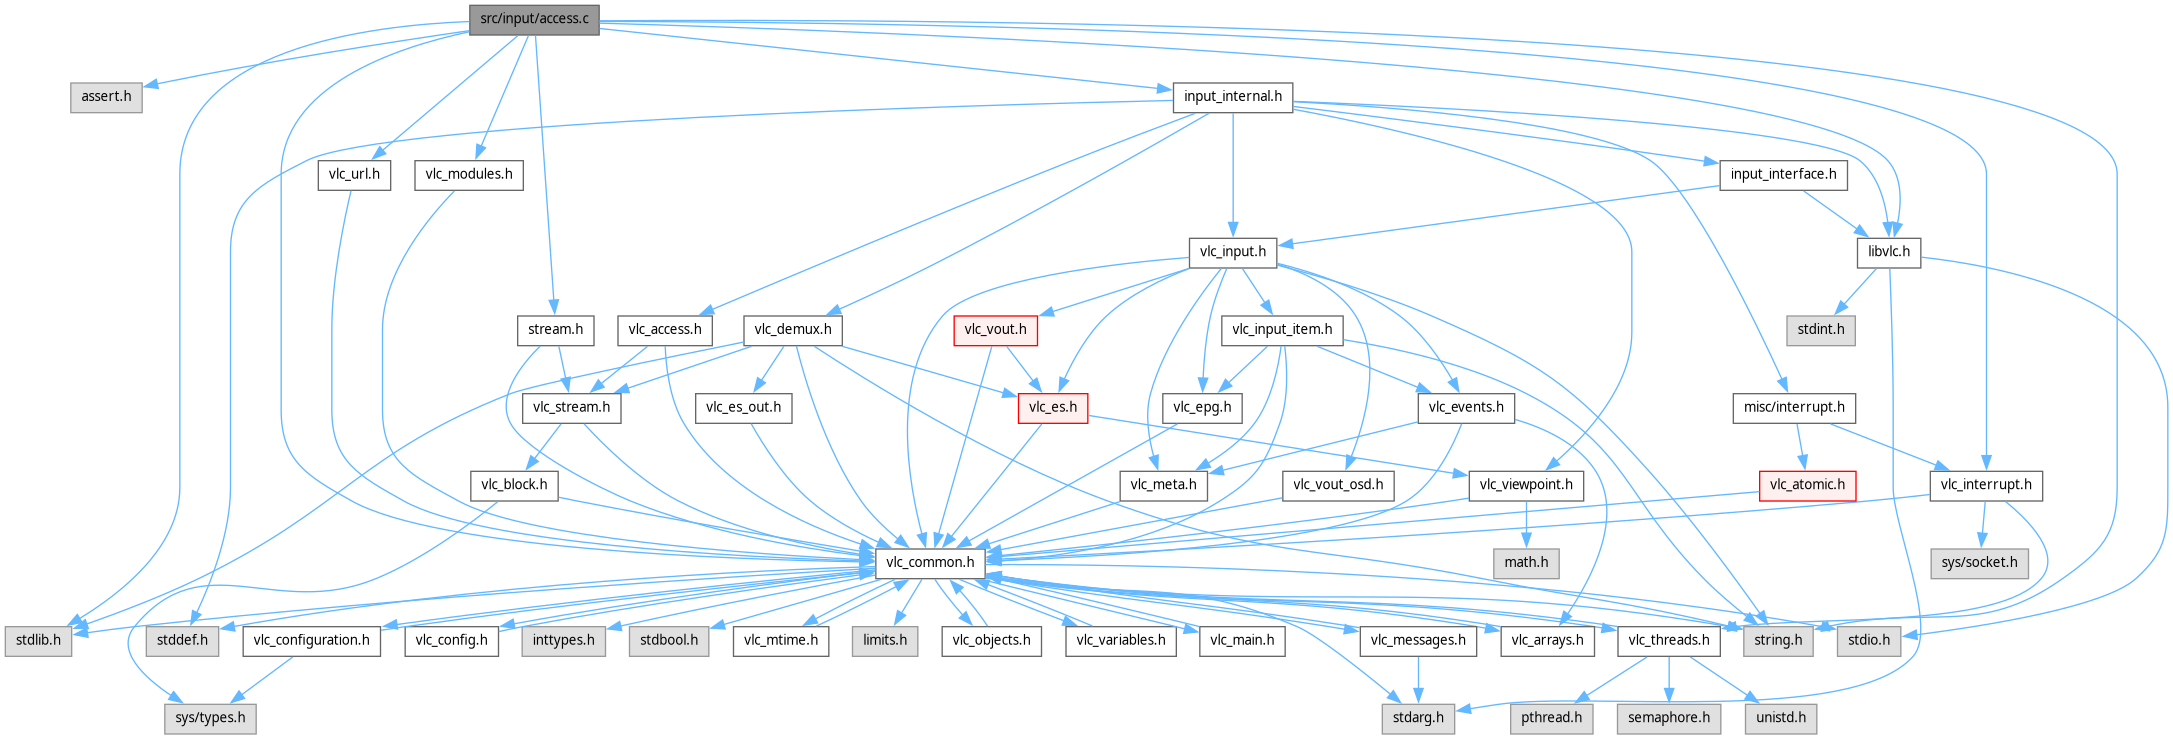 src/input/access.c
assert.h
input_internal.h
vlc_url.h
vlc_modules.h
input_interface.h
vlc_input.h
libvlc.h
stream.h
vlc_access.h
vlc_demux.h
vlc_vout.h
vlc_input_item.h
stdint.h
vlc_stream.h
vlc_es_out.h
vlc_es.h
vlc_epg.h
vlc_events.h
misc/interrupt.h
vlc_block.h
vlc_meta.h
vlc_vout_osd.h
vlc_viewpoint.h
vlc_atomic.h
vlc_interrupt.h
vlc_common.h
math.h
sys/socket.h
stdlib.h
stddef.h
vlc_configuration.h
vlc_config.h
inttypes.h
stdbool.h
vlc_mtime.h
limits.h
vlc_objects.h
vlc_variables.h
vlc_main.h
vlc_messages.h
vlc_arrays.h
vlc_threads.h
string.h
stdio.h
sys/types.h
stdarg.h
pthread.h
semaphore.h
unistd.h